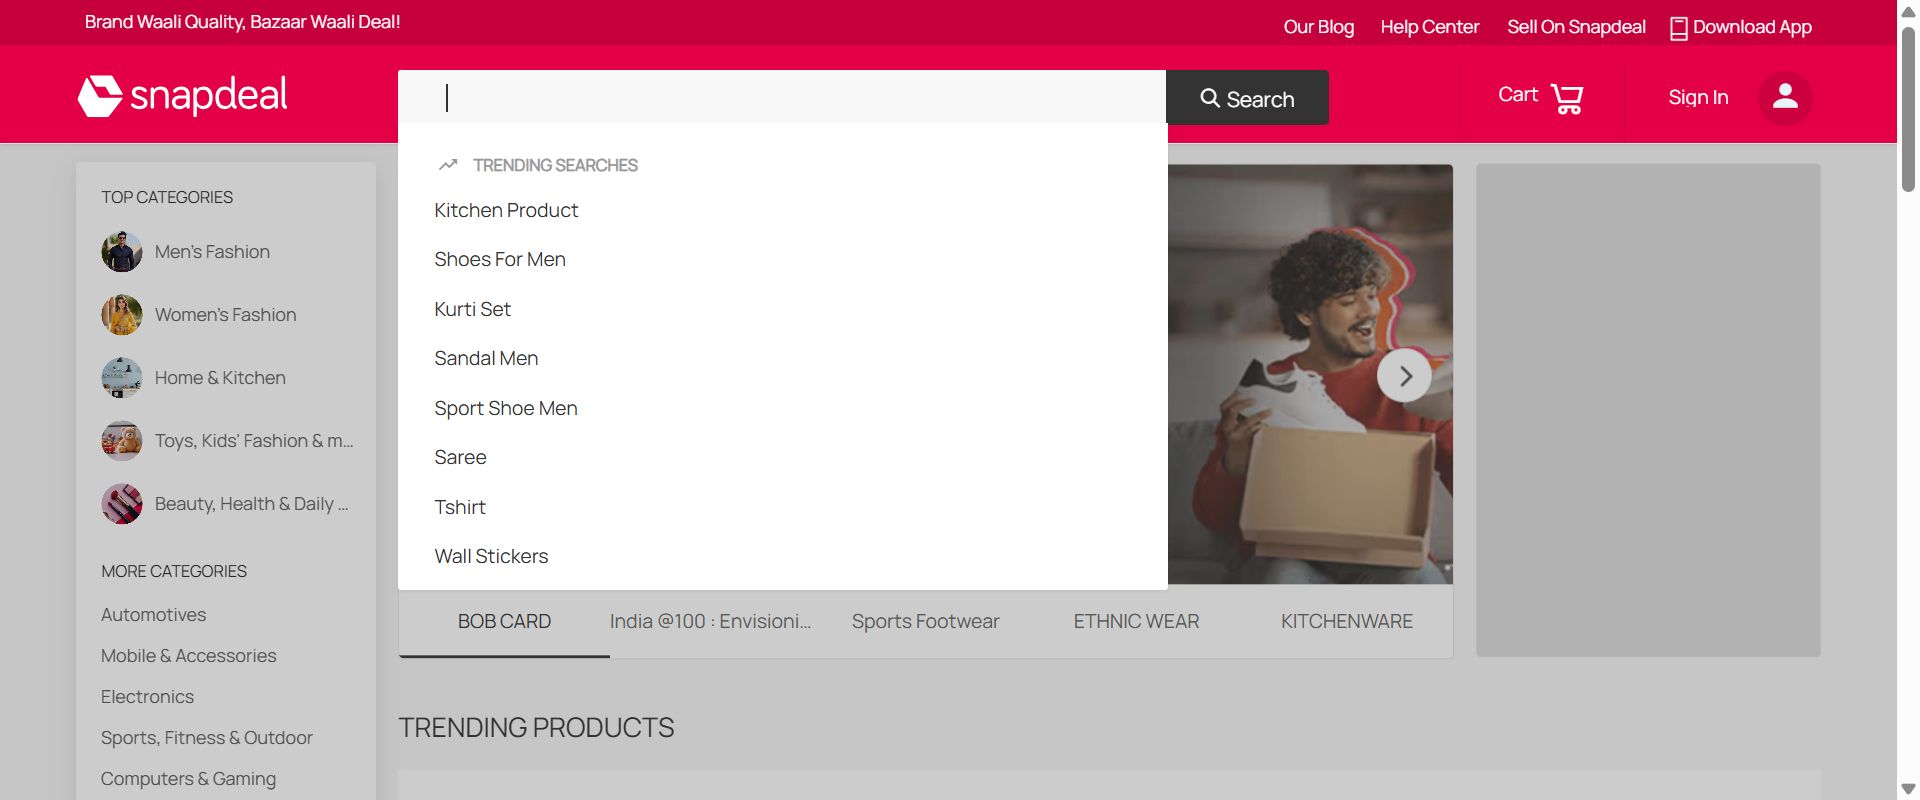 Brand Waali Quality, Bazaar Waali Deal!
Our Blog
Help Center
Sell On Snapdeal
Download App
snapdeal
Search
Cart
Sign In
TRENDING SEARCHES
Kitchen Product
Shoes For Men
Kurti Set
Sandal Men
Sport Shoe Men
Saree
Tshirt
Wall Stickers
TOP CATEGORIES
Men's Fashion
Women's Fashion
Home & Kitchen
Toys, Kids' Fashion & m...
Beauty, Health & Daily ...
MORE CATEGORIES
Automotives
Mobile & Accessories
Electronics
Sports, Fitness & Outdoor
Computers & Gaming
BOB CARD
India @100 : Envisioni...
Sports Footwear
ETHNIC WEAR
KITCHENWARE
TRENDING PRODUCTS